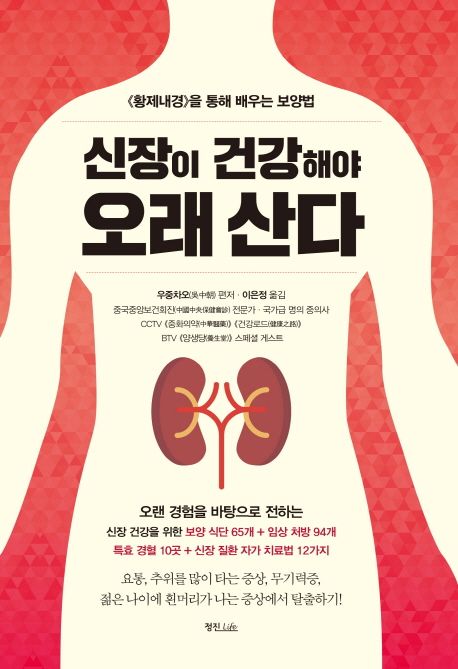 《황제내경》을 통해 배우는 보양법
신장이 건강해야
오래 산다
우중차오(吳中朝) 편저 · 이은정 옮김
중국중앙보건회진(中國中央保健會診) 전문가 · 국가급 명의 중의사
CCTV 《중화의약(中華醫藥)》 《건강로드(健康之路)》
BTV 《양생당(養生堂)》 스페셜 게스트
오랜 경험을 바탕으로 전하는
신장 건강을 위한 보양 식단 65개 + 임상 처방 94개
특효 경혈 10곳 + 신장 질환 자가 치료법 12가지
요통, 추위를 많이 타는 증상, 무기력증,
젊은 나이에 흰머리가 나는 증상에서 탈출하기!
정진 Life